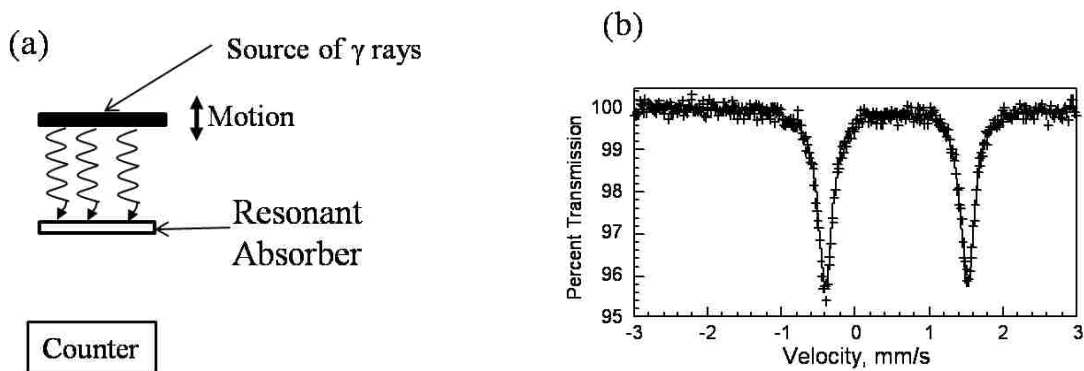 (a)
Source of γ rays
Motion
Resonant
Absorber
Counter
(b)
Percent Transmission
100
99
98
97
96
95
-3
-2
-1
0
1
2
3
Velocity, mm/s